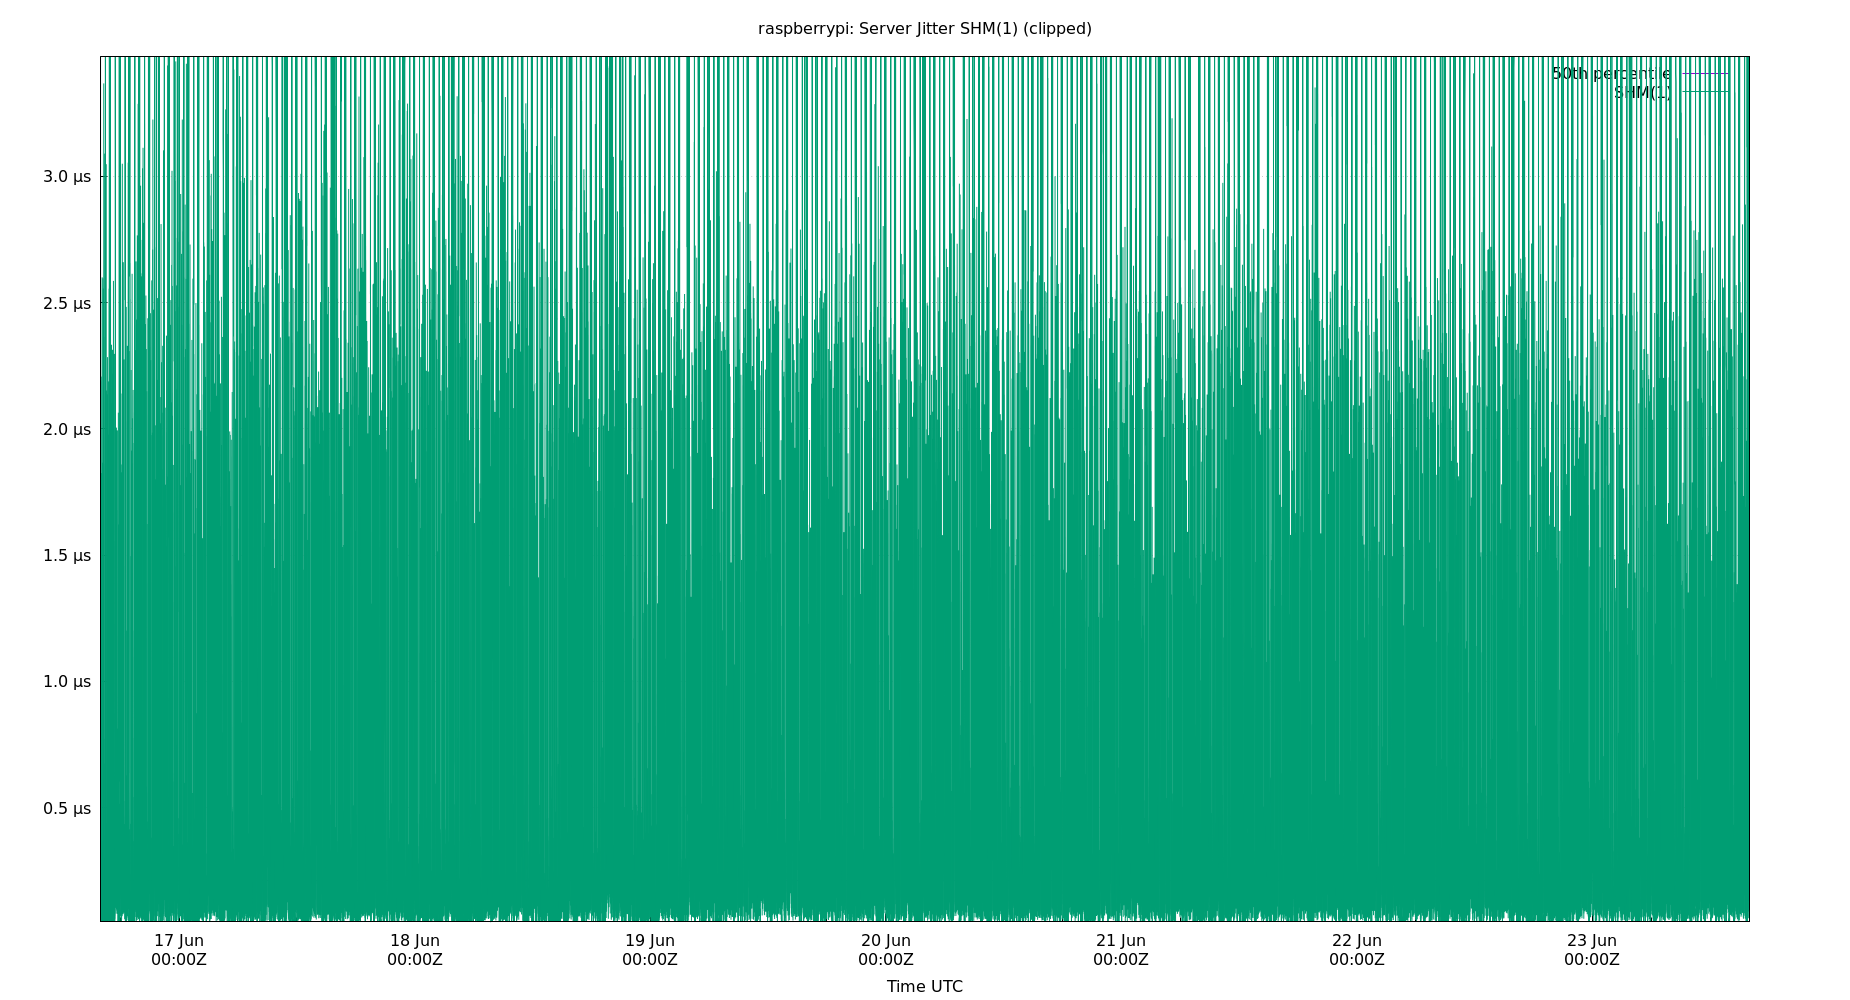 raspberrypi: Server Jitter SHM(1) (clipped)
50th percentile
SHM(1)
3.0 µs
2.5 µs
2.0 µs
1.5 µs
1.0 µs
0.5 µs
17 Jun 18 Jun 19 Jun 20 Jun 21 Jun 22 Jun 23 Jun
00:00Z 00:00Z 00:00Z 00:00Z 00:00Z 00:00Z 00:00Z
Time UTC